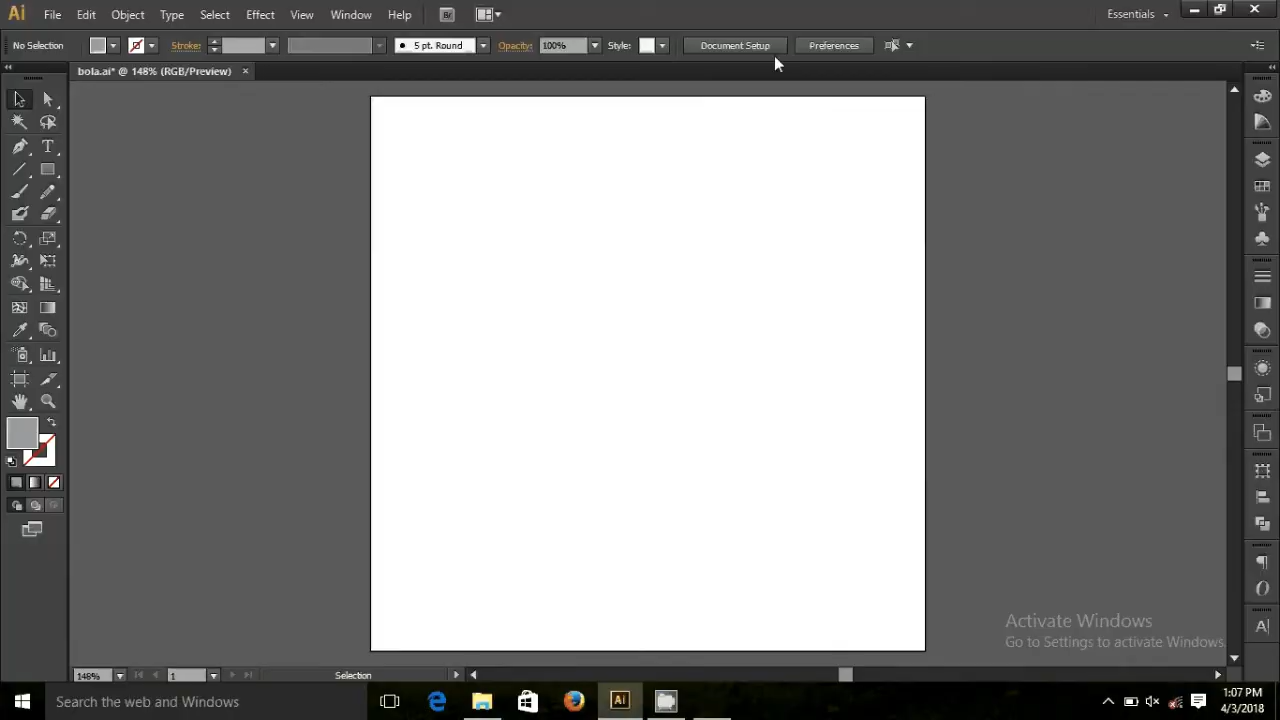 Ai File Edit Object Type Select Effect View Window Help Br Essentials
No Selection Stroke: 5 pt. Round Opacity: 100% Style: Document Setup Preferences
bola.ai* @ 148% (RGB/Preview) ×
T
Activate Windows
Go to Settings to activate Windows.
148% 1 Selection
Search the web and Windows
Ai
1:07 PM
4/3/2018